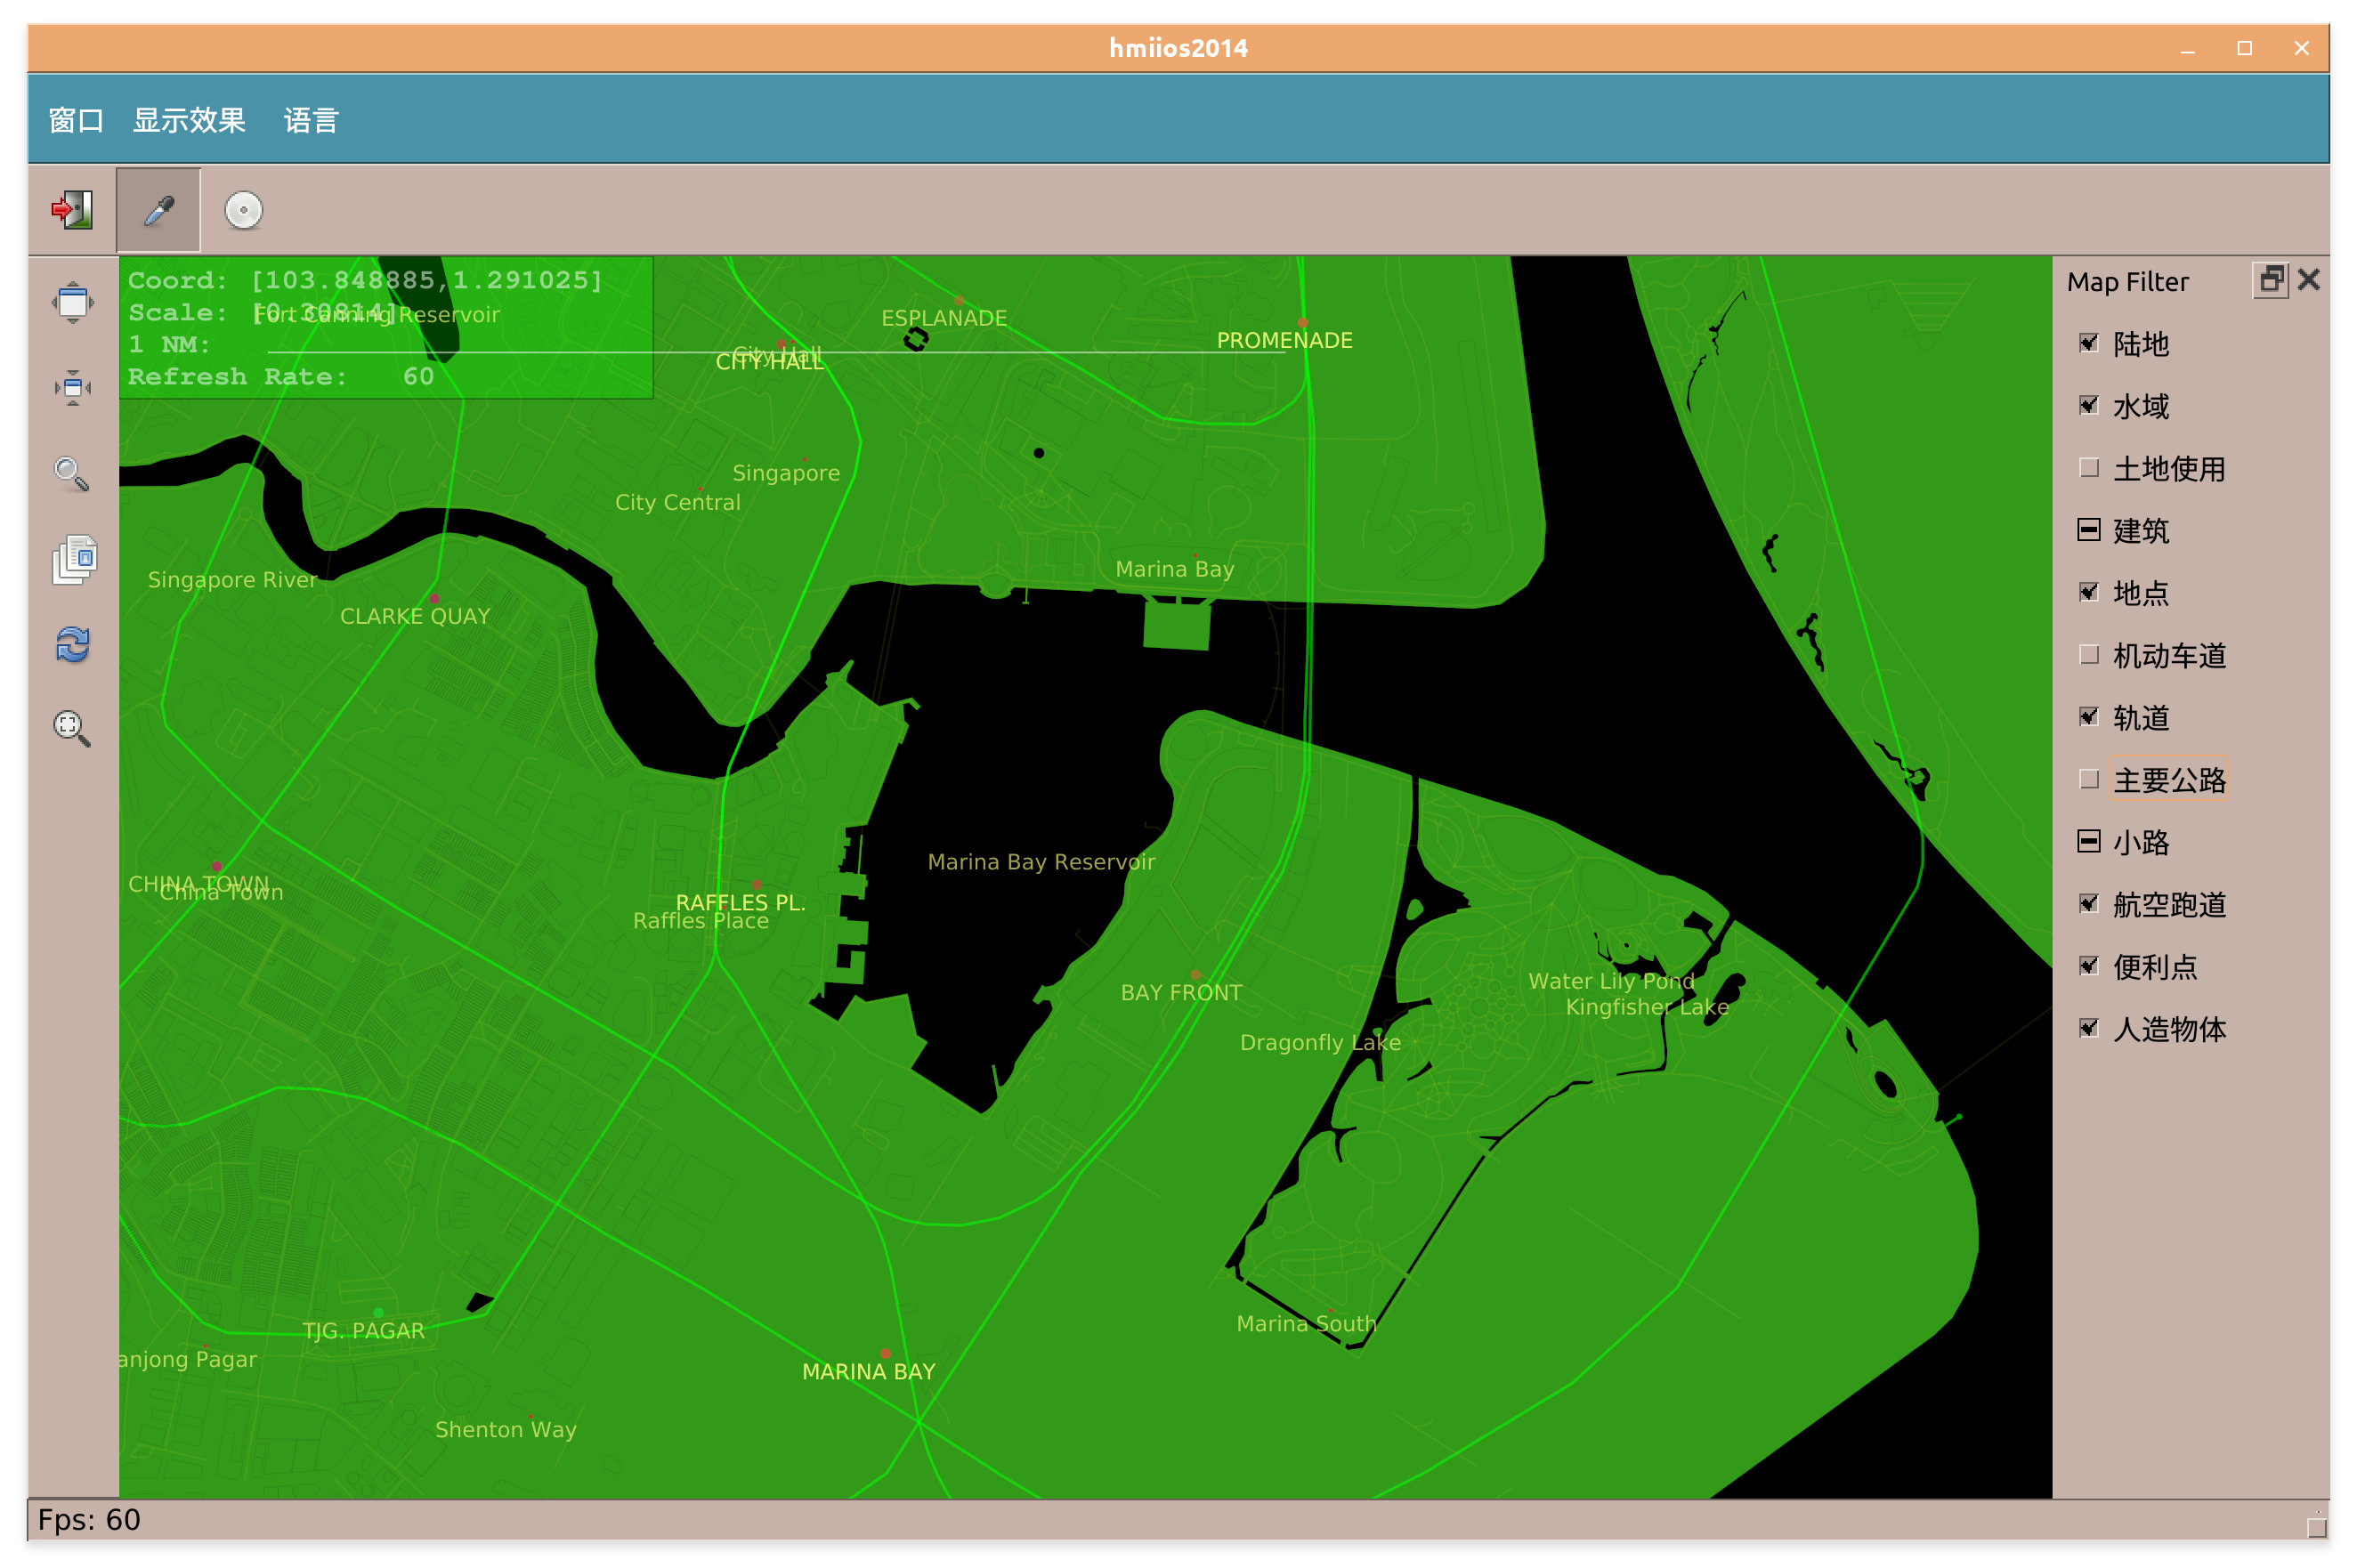 hmiios2014
窗口 显示效果 语言
Coord: [103.848885,1.291025]
Scale: [0.39814]
Fort Canning Reservoir
1 NM:
Refresh Rate: 60
ESPLANADE
PROMENADE
City Hall
CITY HALL
Singapore
City Central
Marina Bay
Singapore River
CLARKE QUAY
Marina Bay Reservoir
CHINA TOWN
China Town
RAFFLES PL.
Raffles Place
BAY FRONT
Water Lily Pond
Kingfisher Lake
Dragonfly Lake
Marina South
TJG. PAGAR
anjong Pagar
MARINA BAY
Shenton Way
Map Filter
陆地
水域
土地使用
建筑
地点
机动车道
轨道
主要公路
小路
航空跑道
便利点
人造物体
Fps: 60